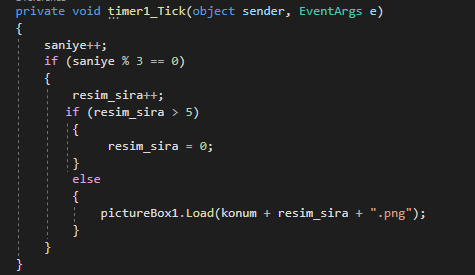 private void timer1_Tick(object sender, EventArgs e)
{
saniye++;
if (saniye % 3 == 0)
{
resim_sira++;
if (resim_sira > 5)
{
resim_sira = 0;
}
else
{
pictureBox1.Load(konum + resim_sira + ".png");
}
}
}